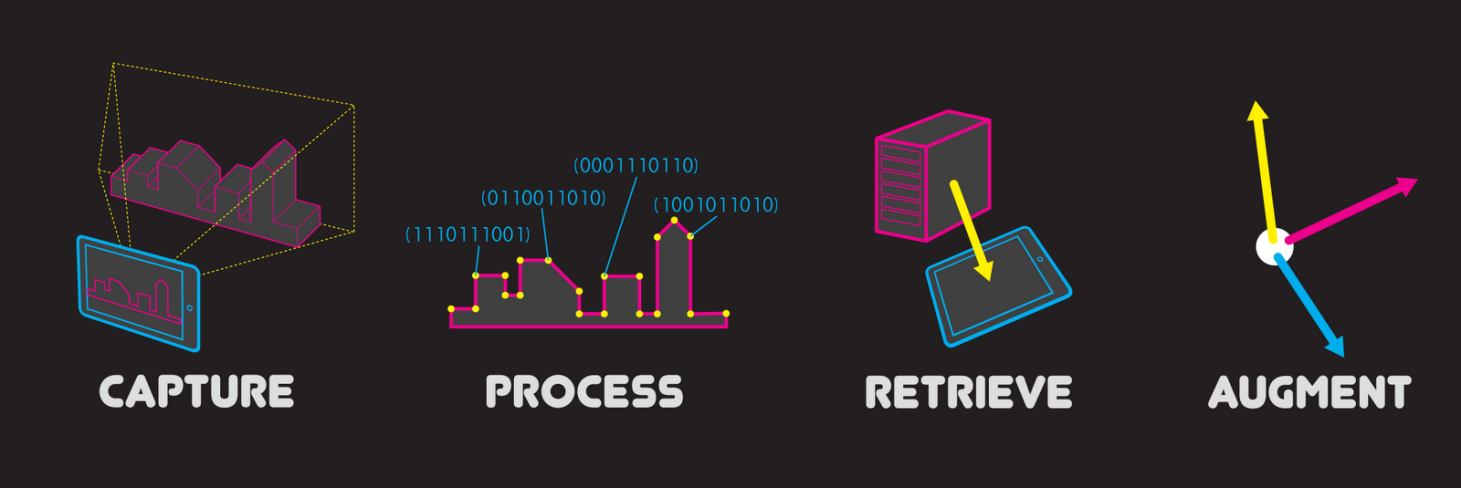 (0001110110)
(0110011010)
(1001011010)
(1110111001)
CAPTURE
PROCESS
RETRIEVE
AUGMENT